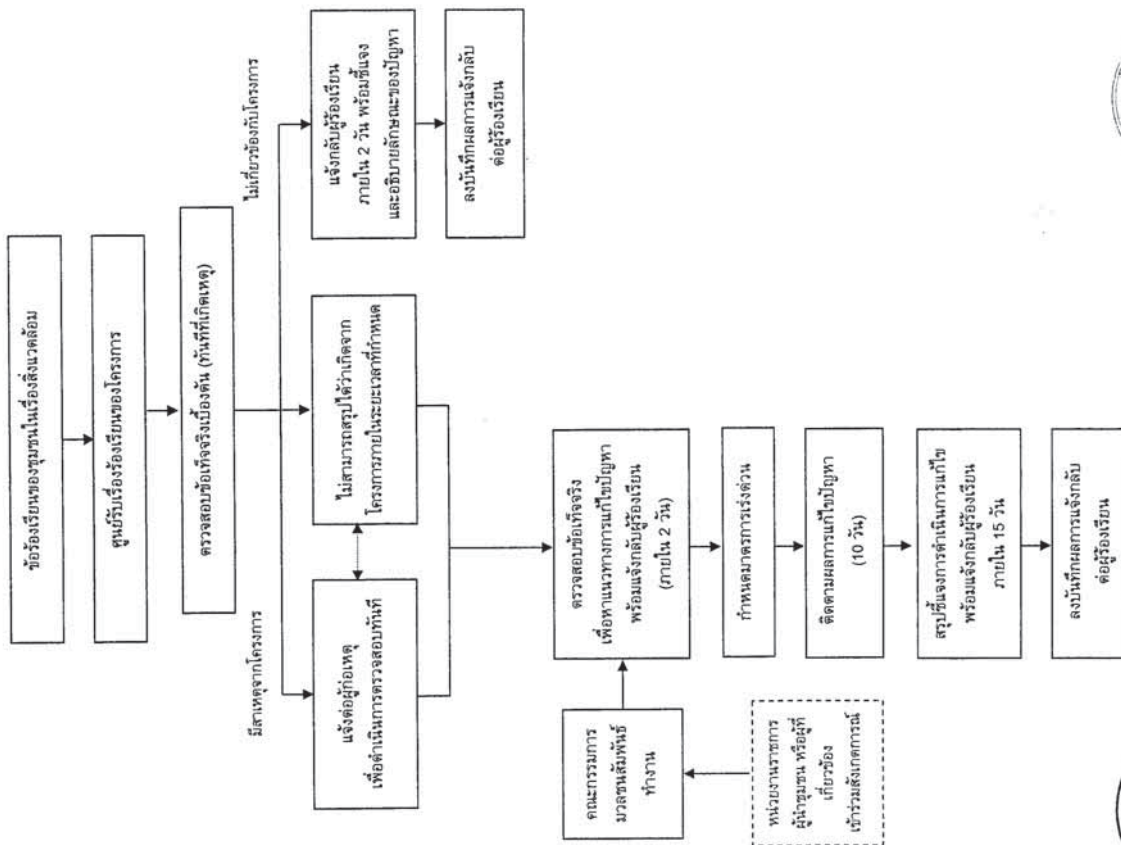 ข้อร้องเรียนของชุมชนในเรื่องสิ่งแวดล้อม
ศูนย์รับเรื่องร้องเรียนของโครงการ
ตรวจสอบข้อเท็จจริงเบื้องต้น (ทันทีที่เกิดเหตุ)
มีสาเหตุจากโครงการ
ไม่เกี่ยวข้องกับโครงการ
แจ้งต่อผู้ก่อเหตุ
เพื่อดำเนินการตรวจสอบทันที
ไม่สามารถสรุปได้ว่าเกิดจาก
โครงการภายในระยะเวลาที่กำหนด
แจ้งกลับผู้ร้องเรียน
ภายใน 2 วัน พร้อมชี้แจง
และอธิบายลักษณะของปัญหา
ลงบันทึกผลการแจ้งกลับ
ต่อผู้ร้องเรียน
คณะกรรมการ
มวลชนสัมพันธ์
ทำงาน
หน่วยงานราชการ
ผู้นำชุมชน หรือผู้ที่
เกี่ยวข้อง
เข้าร่วมสังเกตการณ์
ตรวจสอบข้อเท็จจริง
เพื่อหาแนวทางการแก้ไขปัญหา
พร้อมแจ้งกลับผู้ร้องเรียน
(ภายใน 2 วัน)
กำหนดมาตรการเร่งด่วน
ติดตามผลการแก้ไขปัญหา
(10 วัน)
สรุปชี้แจงการดำเนินการแก้ไข
พร้อมแจ้งกลับผู้ร้องเรียน
ภายใน 15 วัน
ลงบันทึกผลการแจ้งกลับ
ต่อผู้ร้องเรียน